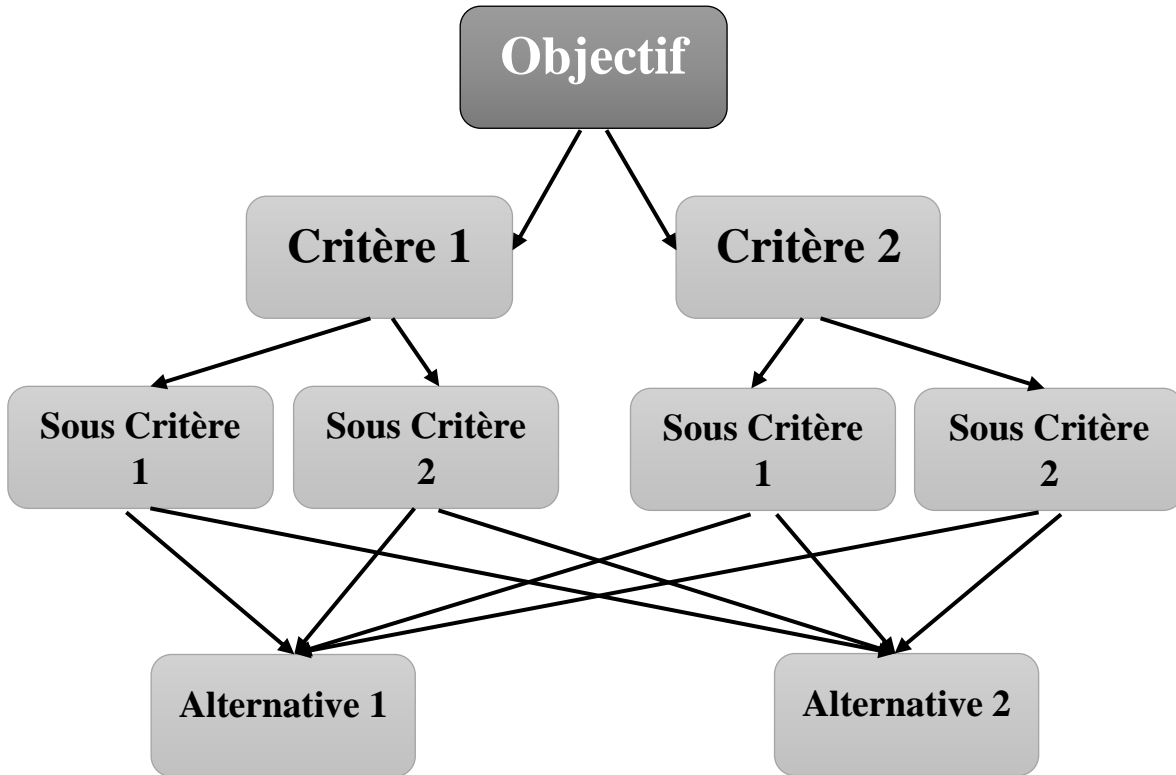 Objectif
Critère 1
Critère 2
Sous Critère
1
Sous Critère
2
Sous Critère
1
Sous Critère
2
Alternative 1
Alternative 2